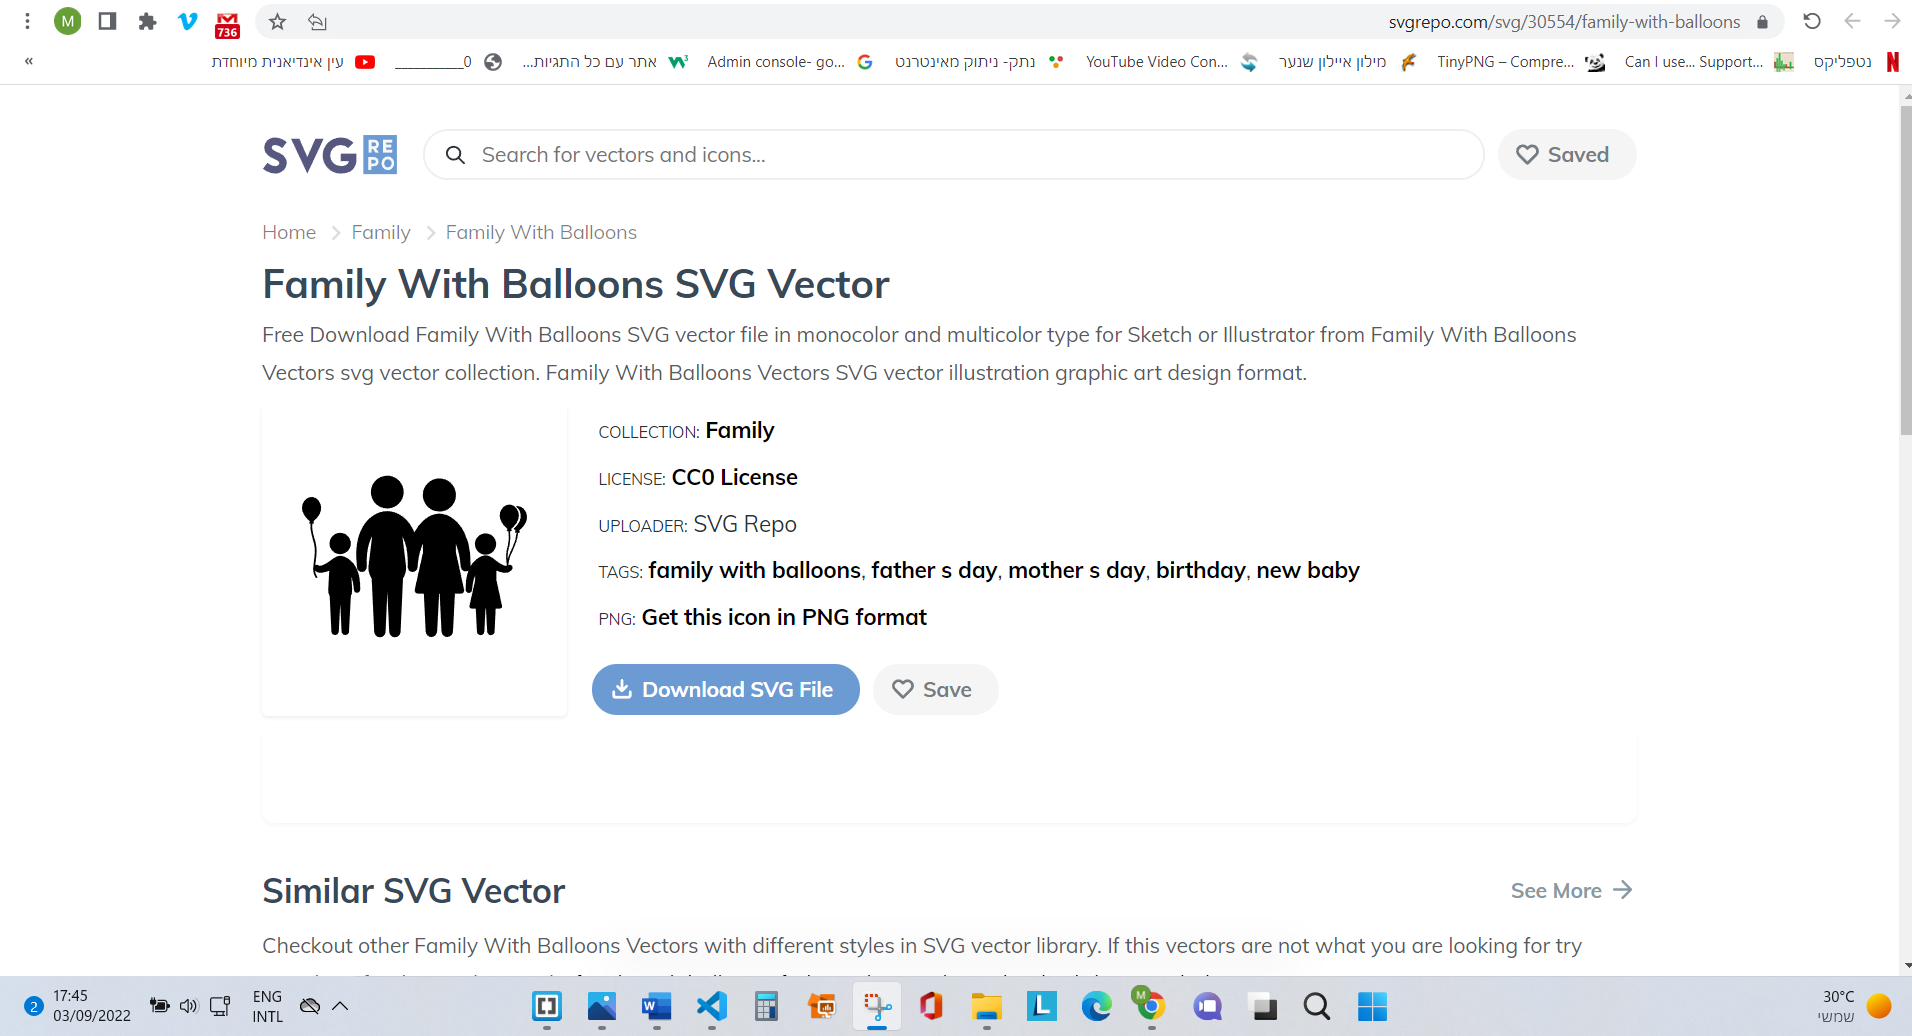 M
736
svgrepo.com/svg/30554/family-with-balloons
«
עין אינדיאנית מיוחדת
__________0
אתר עם כל התגיות...
Admin console- go...
נתק- ניתוק מאינטרנט
YouTube Video Con...
מילון איילון שנער
TinyPNG – Compre...
Can I use... Support...
נטפליקס
SVG REPO
Search for vectors and icons...
Saved
Home > Family > Family With Balloons
Family With Balloons SVG Vector
Free Download Family With Balloons SVG vector file in monocolor and multicolor type for Sketch or Illustrator from Family With Balloons
Vectors svg vector collection. Family With Balloons Vectors SVG vector illustration graphic art design format.
COLLECTION: Family
LICENSE: CC0 License
UPLOADER: SVG Repo
TAGS: family with balloons, father s day, mother s day, birthday, new baby
PNG: Get this icon in PNG format
Download SVG File
Save
Similar SVG Vector
See More
Checkout other Family With Balloons Vectors with different styles in SVG vector library. If this vectors are not what you are looking for try
2
17:45
03/09/2022
ENG
INTL
30°C
שמשי